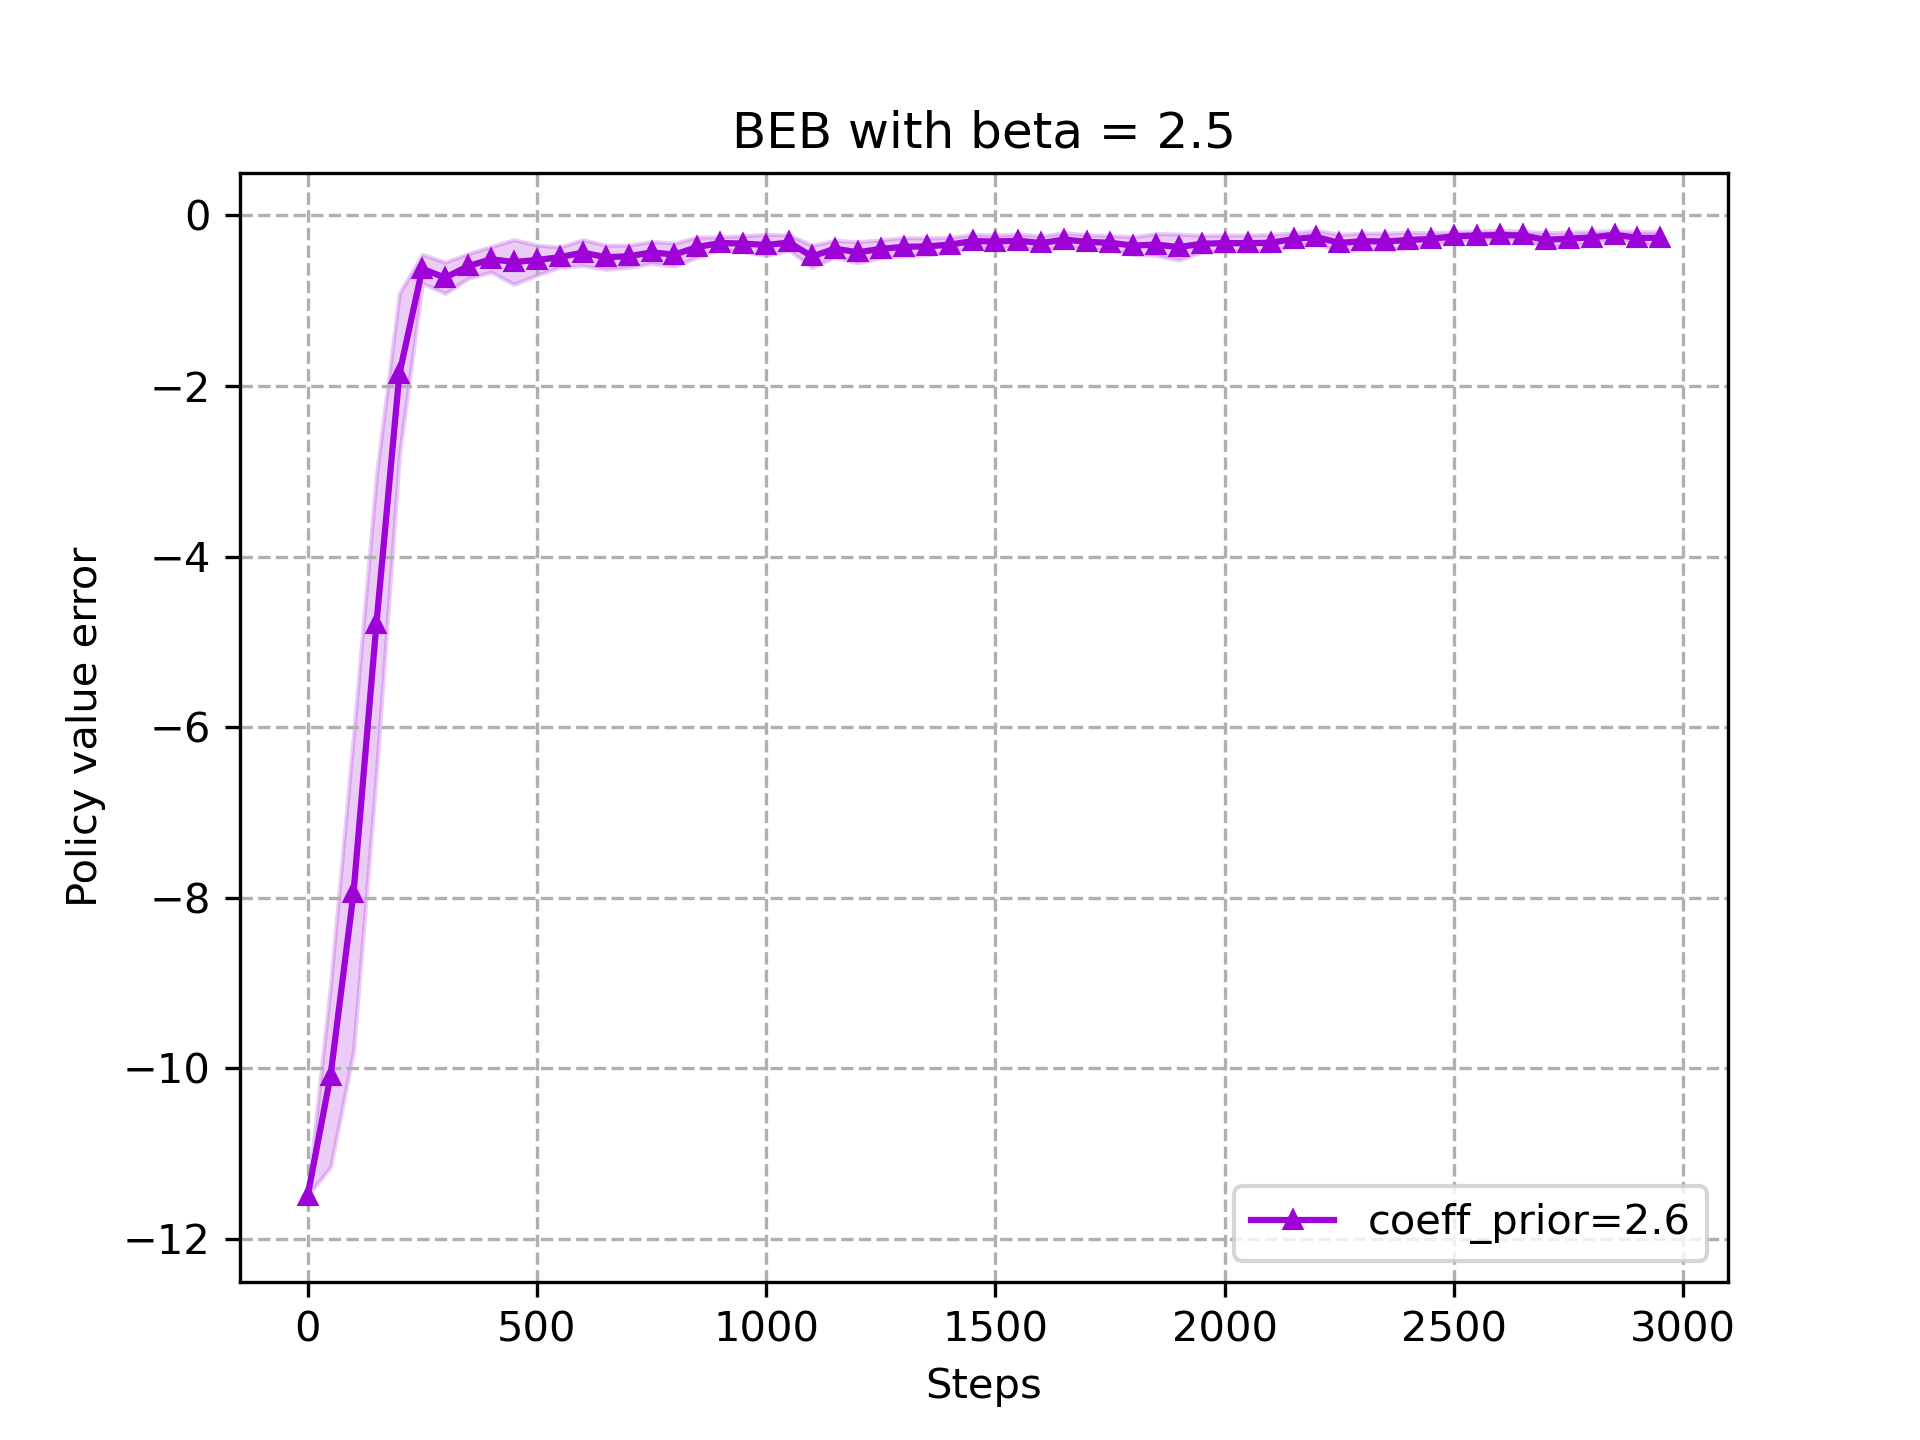 BEB with beta = 2.5
Policy value error
0
−2
−4
−6
−8
−10
−12
coeff_prior=2.6
0 500 1000 1500 2000 2500 3000
Steps